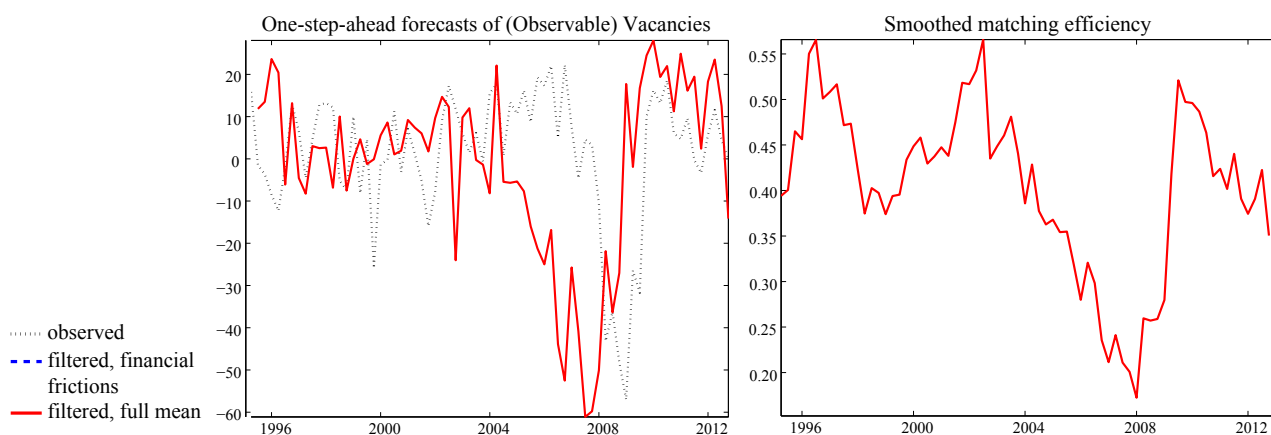 One-step-ahead forecasts of (Observable) Vacancies
20
10
0
−10
−20
−30
−40
−50
−60
1996 2000 2004 2008 2012
Smoothed matching efficiency
0.55
0.50
0.45
0.40
0.35
0.30
0.25
0.20
1996 2000 2004 2008 2012
observed
filtered, financial
frictions
filtered, full mean